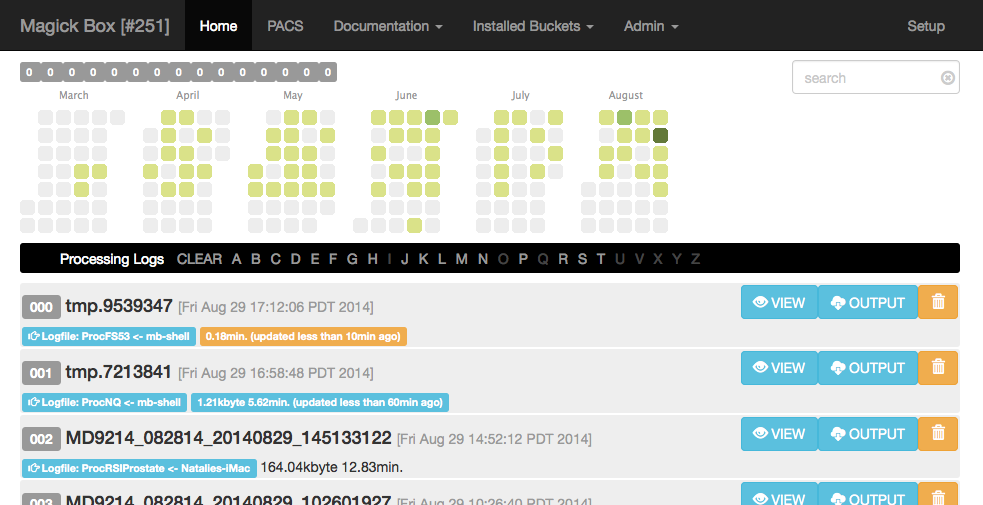 Magick Box [#251] Home PACS Documentation Installed Buckets Admin Setup
0 0 0 0 0 0 0 0 0 0 0 0 0 0 0
search
March April May June July August
Processing Logs CLEAR A B C D E F G H I J K L M N O P Q R S T U V X Y Z
000 tmp.9539347 [Fri Aug 29 17:12:06 PDT 2014] VIEW OUTPUT
Logfile: ProcFS53 <- mb-shell 0.18min. (updated less than 10min ago)
001 tmp.7213841 [Fri Aug 29 16:58:48 PDT 2014] VIEW OUTPUT
Logfile: ProcNQ <- mb-shell 1.21kbyte 5.62min. (updated less than 60min ago)
002 MD9214_082814_20140829_145133122 [Fri Aug 29 14:52:12 PDT 2014] VIEW OUTPUT
Logfile: ProcRSIProstate <- Natalies-iMac 164.04kbyte 12.83min.
003 MD9214_082814_20140829_102601927 [Fri Aug 29 10:26:40 PDT 2014] VIEW OUTPUT